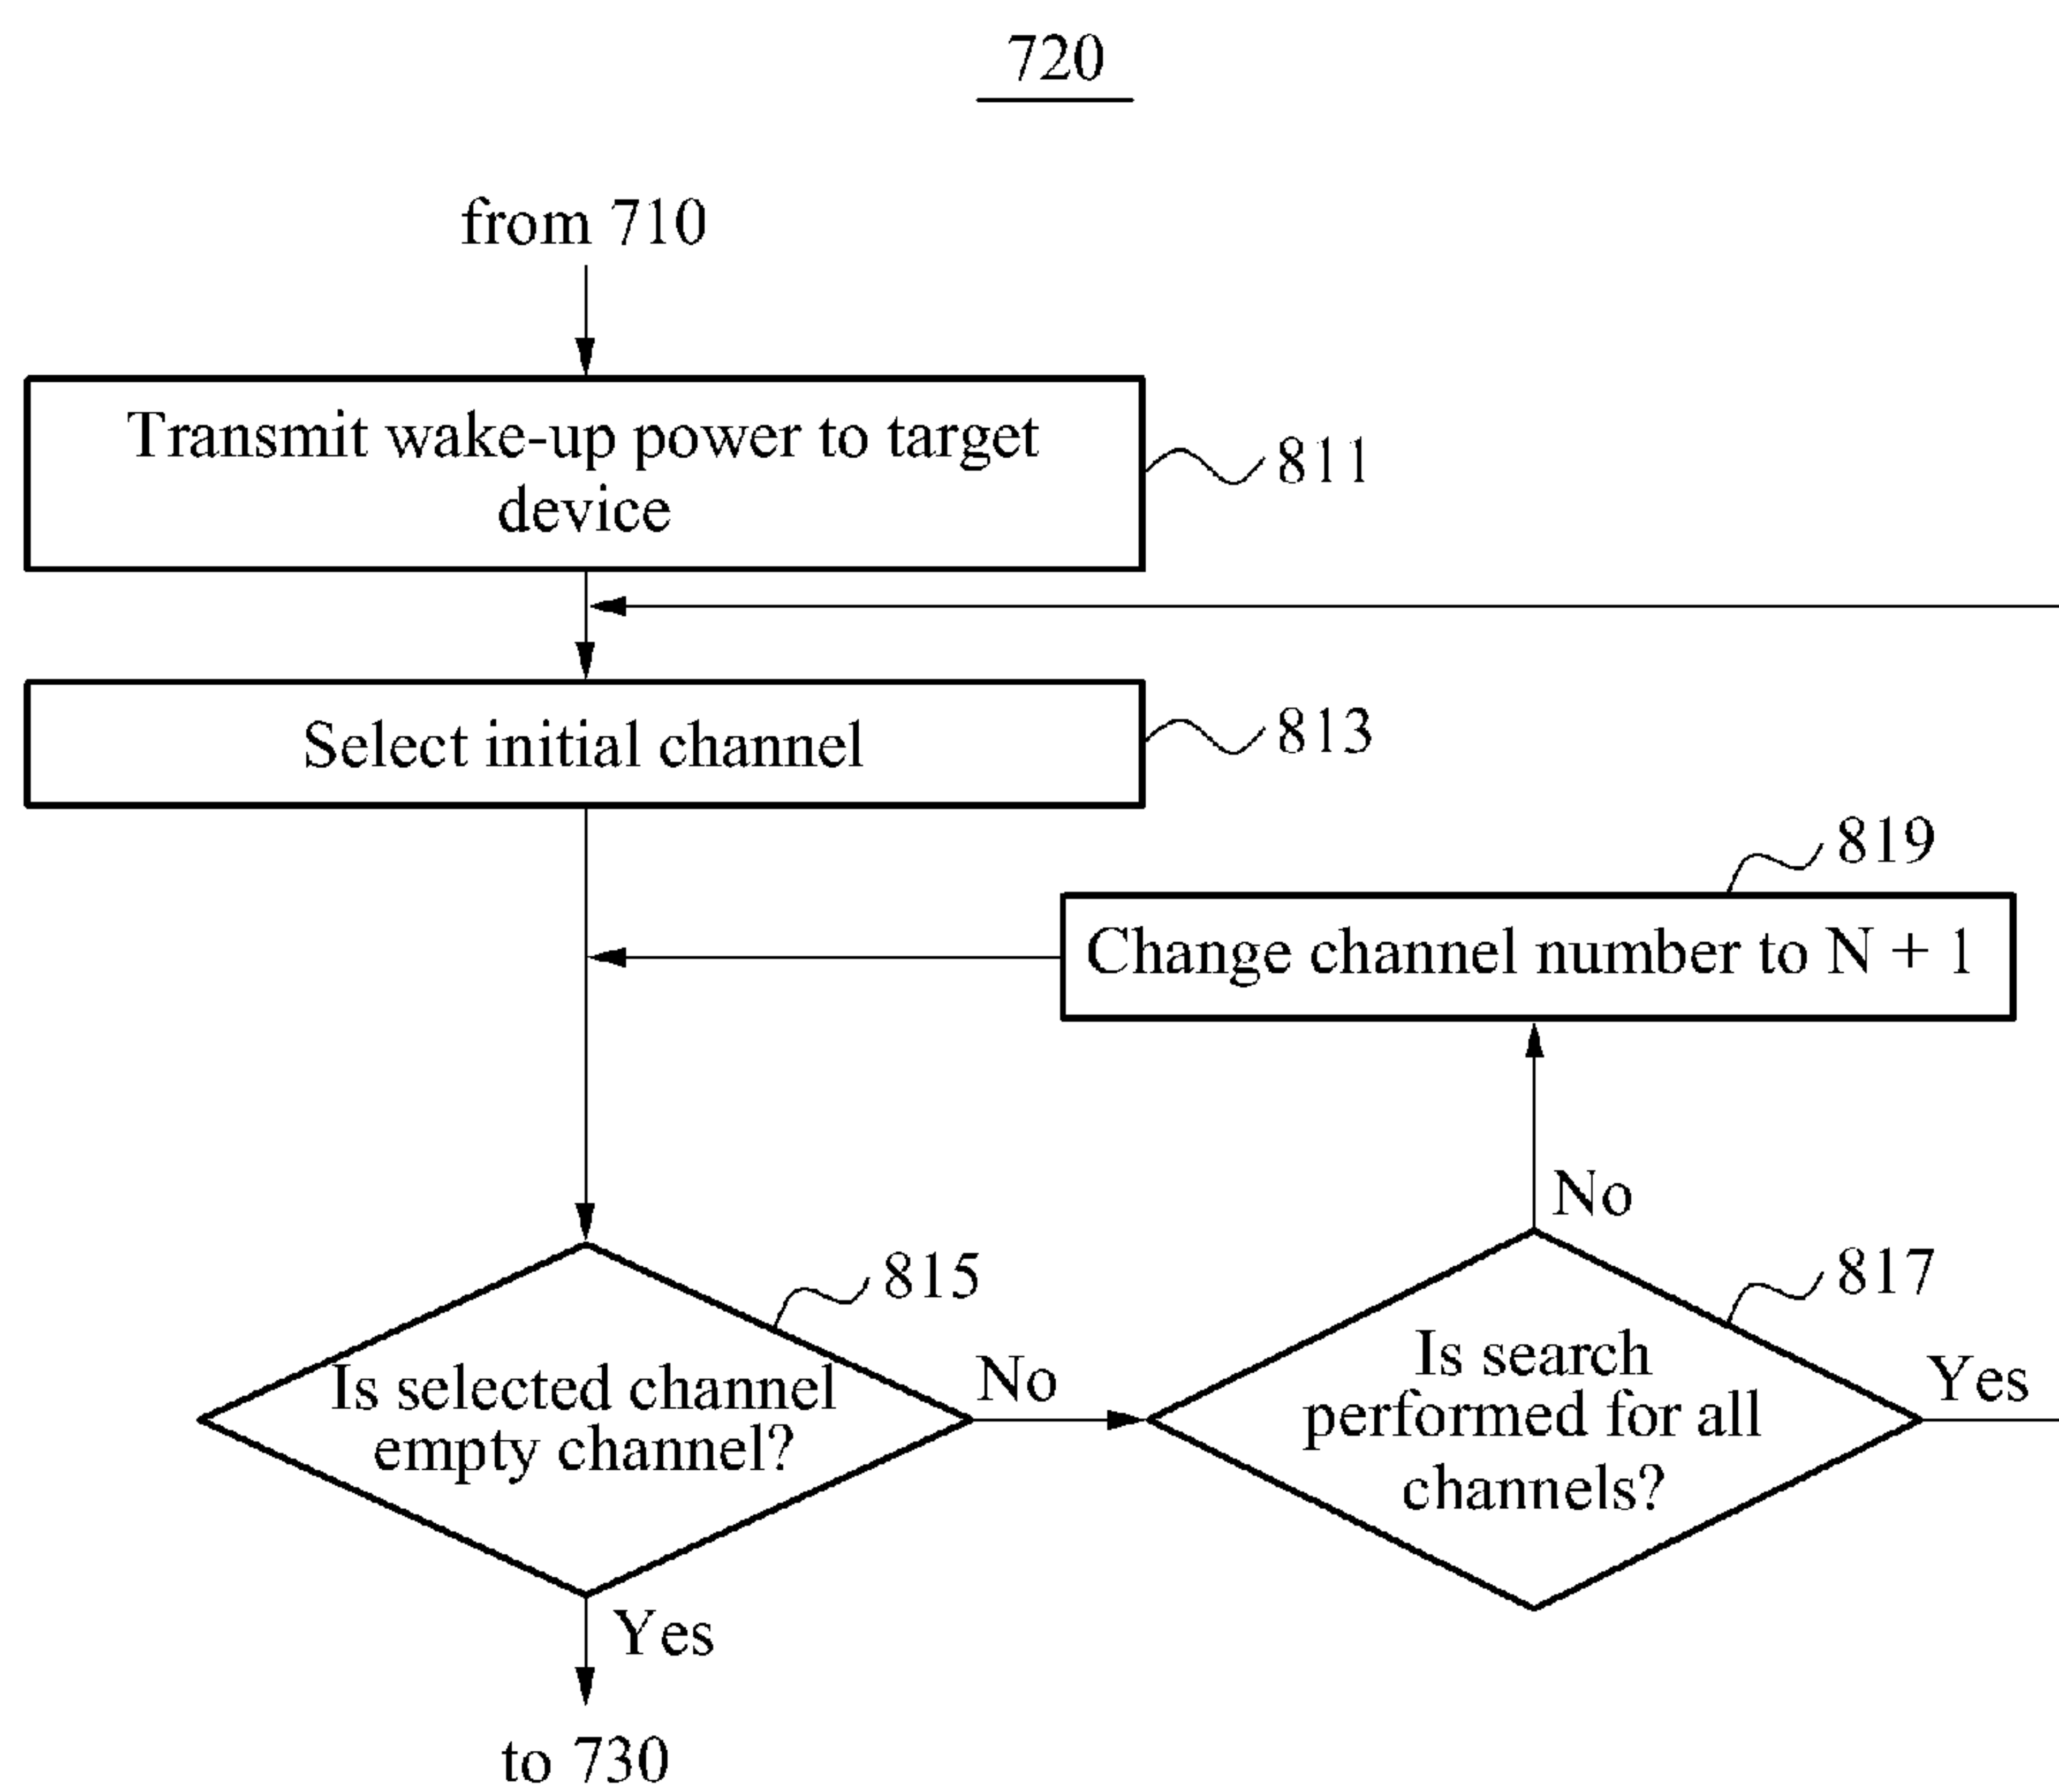 720
from 710
Transmit wake-up power to target
device
811
Select initial channel
813
819
Change channel number to N + 1
No
815
817
Is selected channel
empty channel?
No
Is search
performed for all
channels?
Yes
Yes
to 730